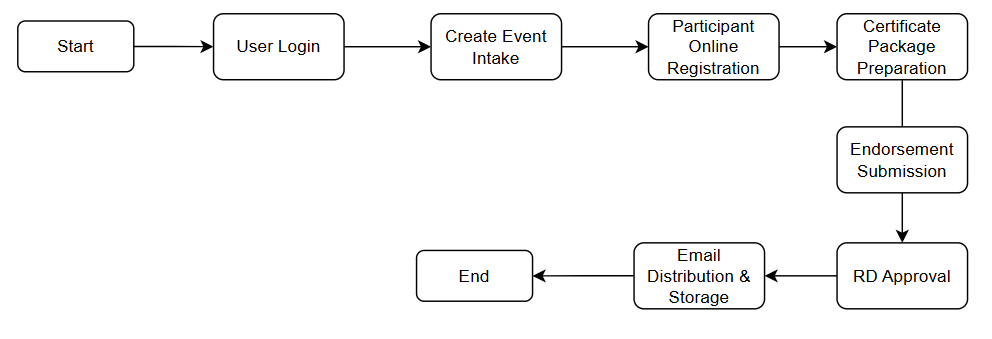 Start
User Login
Create Event
Intake
Participant
Online
Registration
Certificate
Package
Preparation
Endorsement
Submission
RD Approval
Email
Distribution &
Storage
End